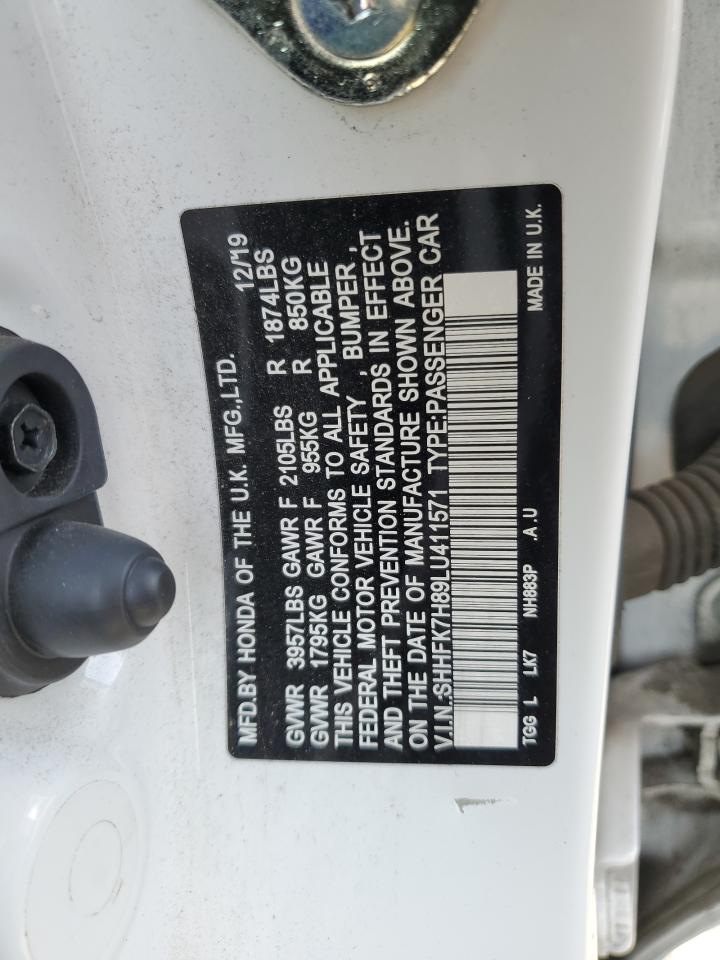 MFD.BY HONDA OF THE U.K. MFG.,LTD. 12/19
GVWR 3957LBS GAWR F 2105LBS R 1874LBS
GVWR 1795KG GAWR F 955KG R 850KG
THIS VEHICLE CONFORMS TO ALL APPLICABLE
FEDERAL MOTOR VEHICLE SAFETY , BUMPER ,
AND THEFT PREVENTION STANDARDS IN EFFECT
ON THE DATE OF MANUFACTURE SHOWN ABOVE.
V.I.N.:SHHFK7H89LU411571 TYPE:PASSENGER CAR
TGG L LK7 NH883P .A.U MADE IN U.K.